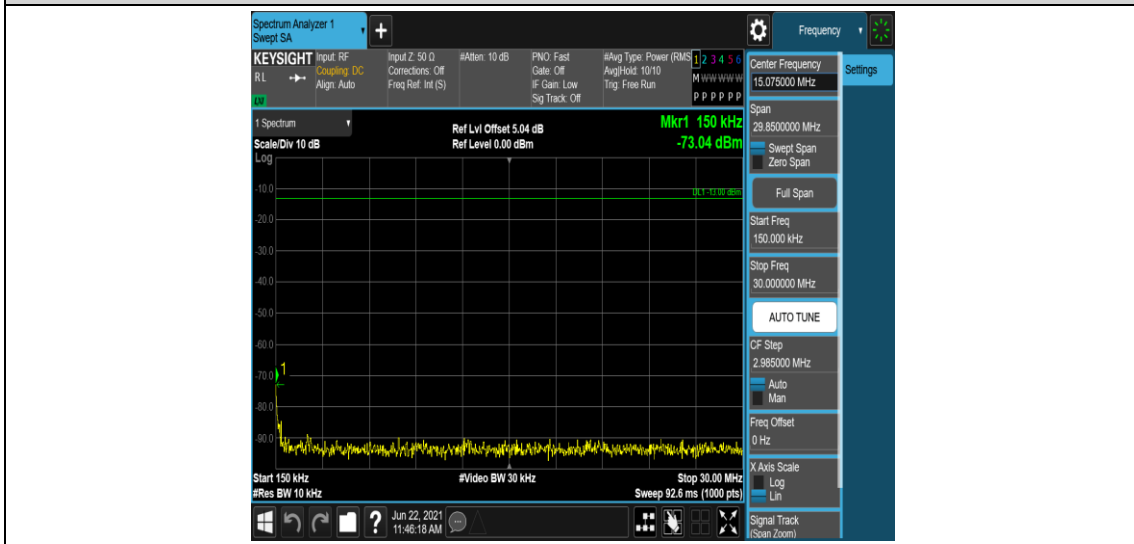 Spectrum Analyzer 1
Swept SA
+
Frequency
KEYSIGHT
RL
LXI
Input: RF
Coupling: DC
Align: Auto
Input Z: 50 Ω
Corrections: Off
Freq Ref: Int (S)
#Atten: 10 dB
PNO: Fast
Gate: Off
IF Gain: Low
Sig Track: Off
#Avg Type: Power (RMS
Avg|Hold: 10/10
Trig: Free Run
1 2 3 4 5 6
M W W W W W
P P P P P P
1 Spectrum
Scale/Div 10 dB
Log
Ref Lvl Offset 5.04 dB
Ref Level 0.00 dBm
Mkr1 150 kHz
-73.04 dBm
DL1 -13.00 dBm
-10.0
-20.0
-30.0
-40.0
-50.0
-60.0
-70.0
-80.0
-90.0
1
Start 150 kHz
#Res BW 10 kHz
#Video BW 30 kHz
Stop 30.00 MHz
Sweep 92.6 ms (1000 pts)
?
Jun 22, 2021
11:46:18 AM
Center Frequency
15.075000 MHz
Settings
Span
29.8500000 MHz
Swept Span
Zero Span
Full Span
Start Freq
150.000 kHz
Stop Freq
30.000000 MHz
AUTO TUNE
CF Step
2.985000 MHz
Auto
Man
Freq Offset
0 Hz
X Axis Scale
Log
Lin
Signal Track
(Span Zoom)